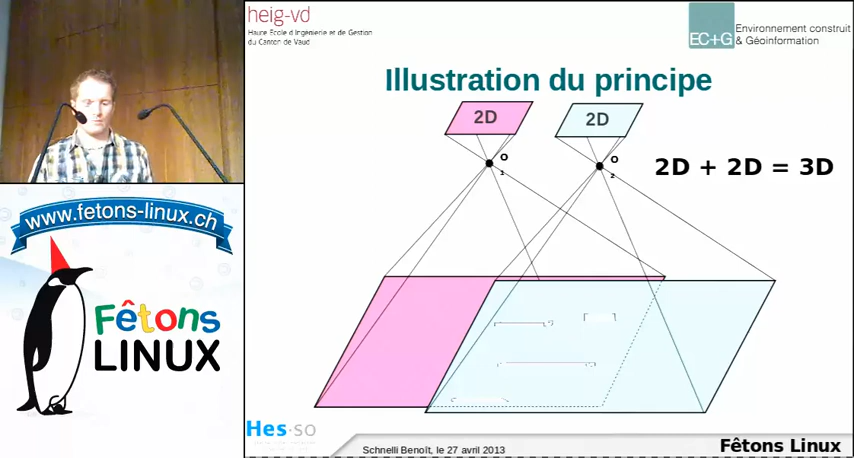 heig-vd
Haute Ecole d'Ingénierie et de Gestion
du Canton de Vaud
EC+G
Environnement construit
& Géoinformation
Illustration du principe
2D
2D
O
1
O
2
2D + 2D = 3D
www.fetons-linux.ch
Fêtons
LINUX
Hes·so
Schnelli Benoît, le 27 avril 2013
Fêtons Linux